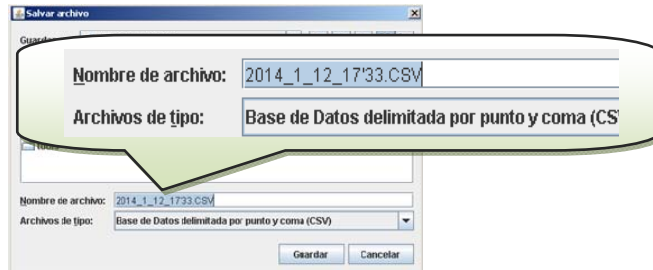 Salvar archivo
Nombre de archivo: 2014_1_12_17'33.CSV
Archivos de tipo: Base de Datos delimitada por punto y coma (CS
Nombre de archivo: 2014_1_12_17'33.CSV
Archivos de tipo: Base de Datos delimitada por punto y coma (CSV)
Guardar Cancelar